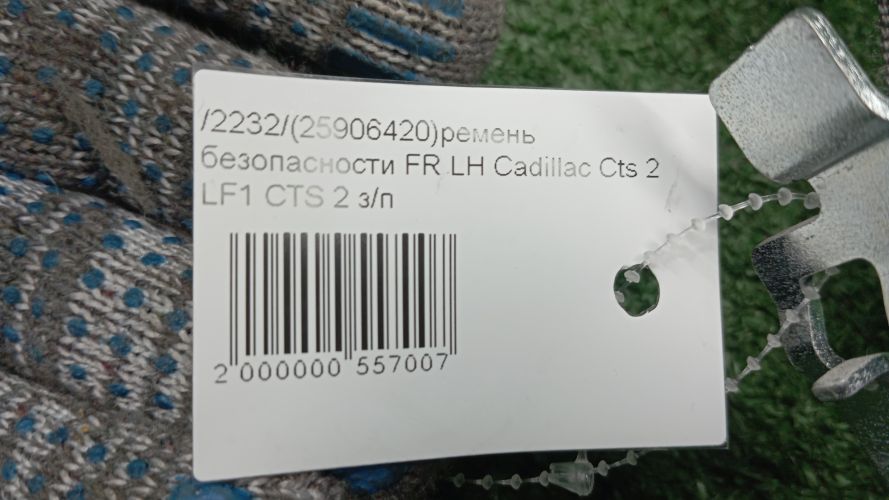 /2232/(25906420)ремень
безопасности FR LH Cadillac Cts 2
LF1 CTS 2 з/п
2 000000 557007